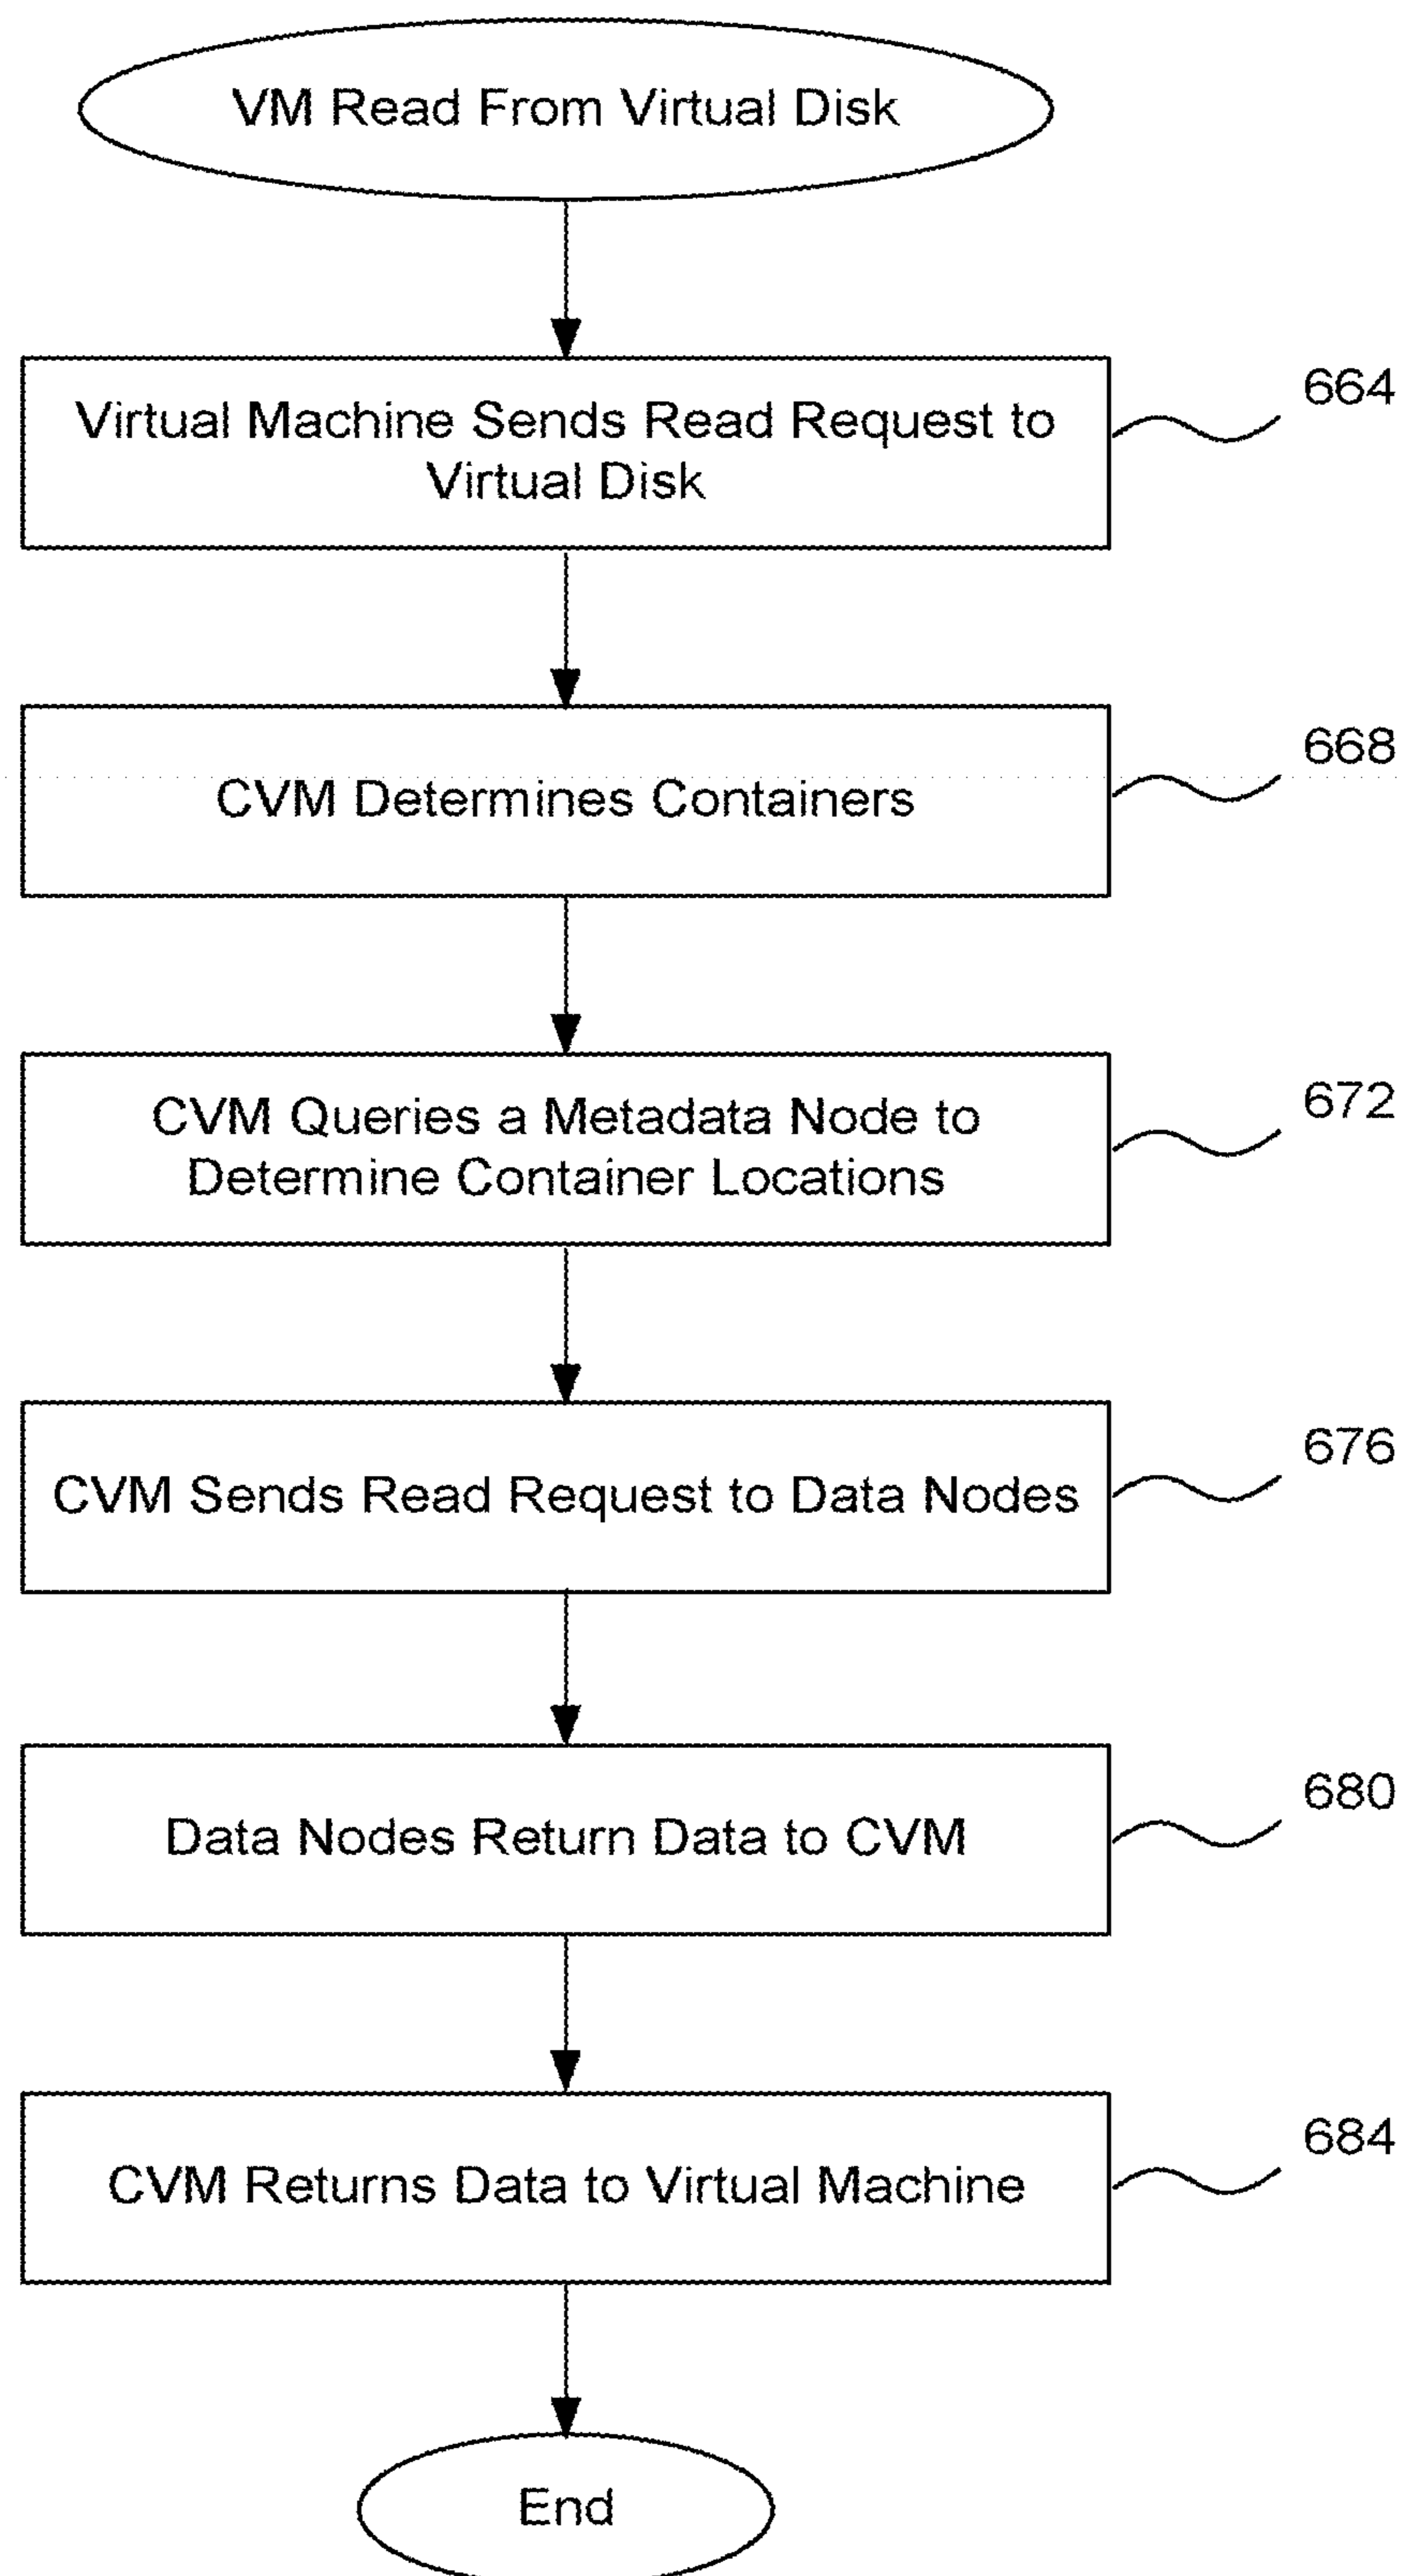 VM Read From Virtual Disk
Virtual Machine Sends Read Request to
Virtual Disk
664
CVM Determines Containers
668
CVM Queries a Metadata Node to
Determine Container Locations
672
CVM Sends Read Request to Data Nodes
676
Data Nodes Return Data to CVM
680
CVM Returns Data to Virtual Machine
684
End